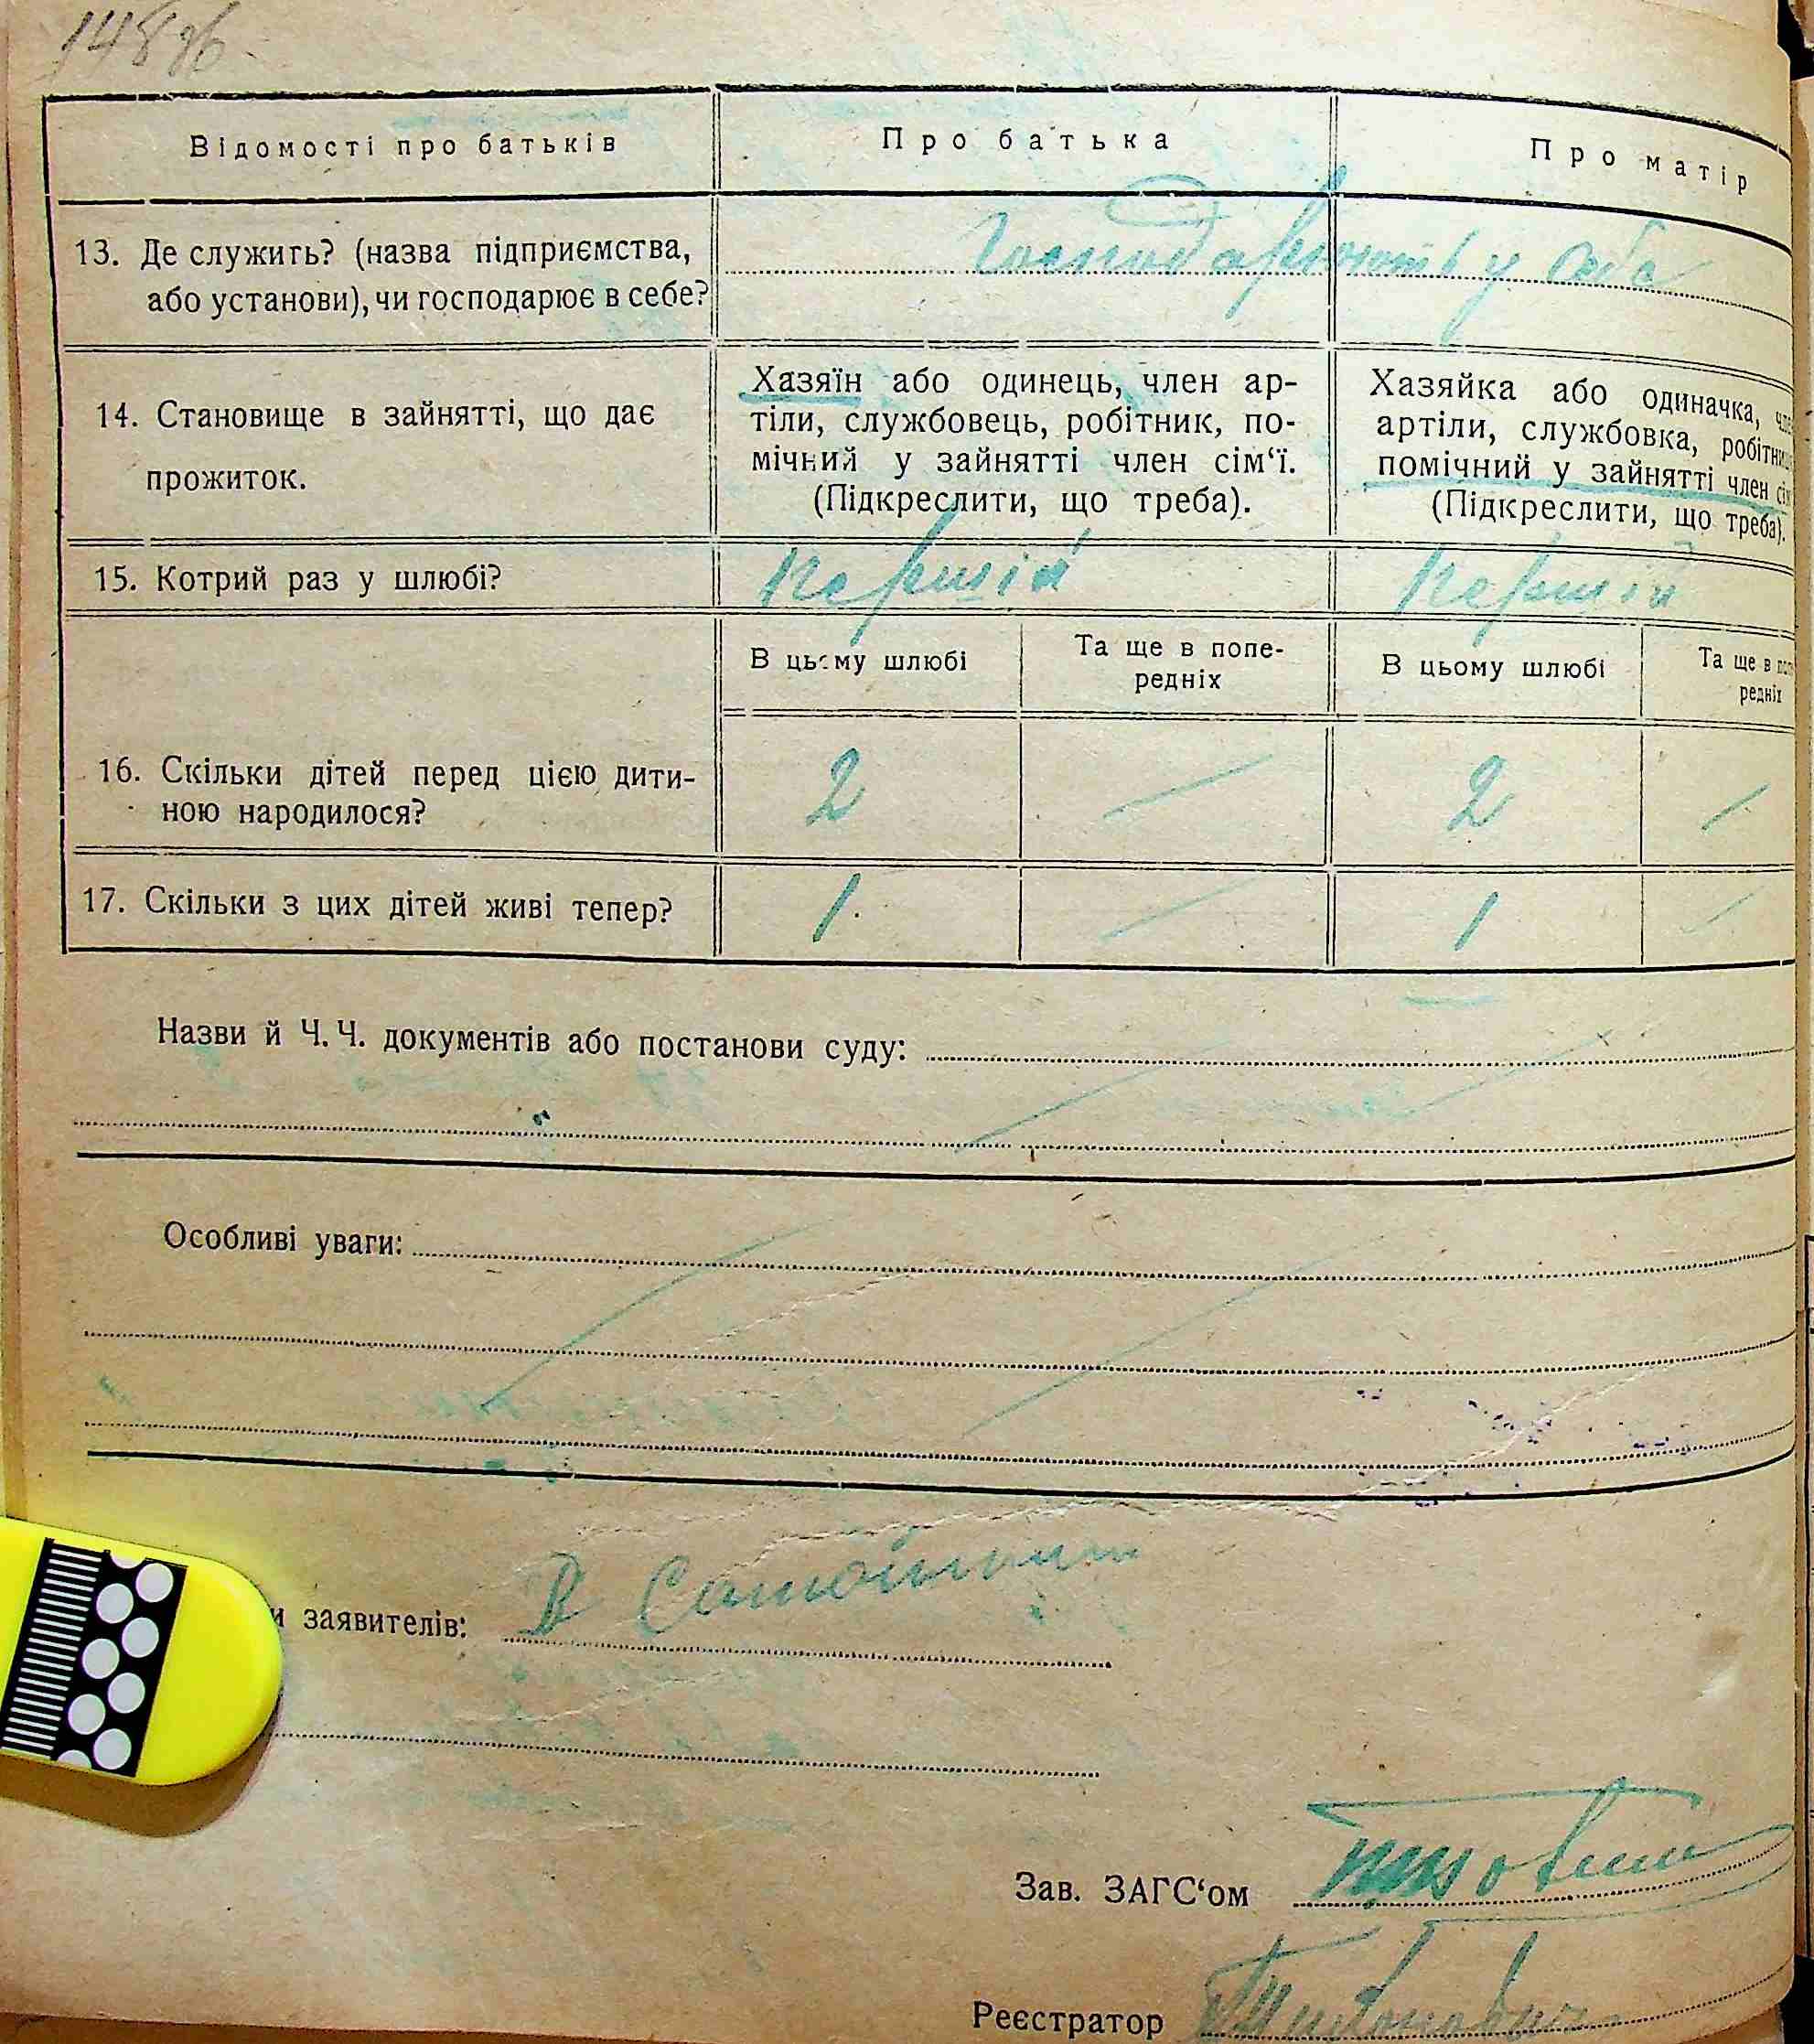 148зв
Відомості про батьків
Про батька
Про матір
13. Де служить? (назва підприємства,
або установи), чи господарює в себе?
Господарюють у себе
14. Становище в зайнятті, що дає
прожиток.
Хазяїн або одинець, член ар-
тіли, службовець, робітник, по-
мічний у зайнятті член сім‘ї.
(Підкреслити, що треба).
Хазяйка або одиначка,
артіли, службовка,
помічний у зайнятті член
(Підкреслити, що треба).
15. Котрий раз у шлюбі?
Перший
Перший
В цьому шлюбі
Та ще в попе-
редніх
В цьому шлюбі
Та ще в
редніх
16. Скільки дітей перед цією дити-
ною народилося?
2
—
2
—
17. Скільки з цих дітей живі тепер?
1
—
1
—
Назви й Ч. Ч. документів або постанови суду:
Особливі уваги:
заявителів: В
Зав. ЗАГС‘ом
Реєстратор